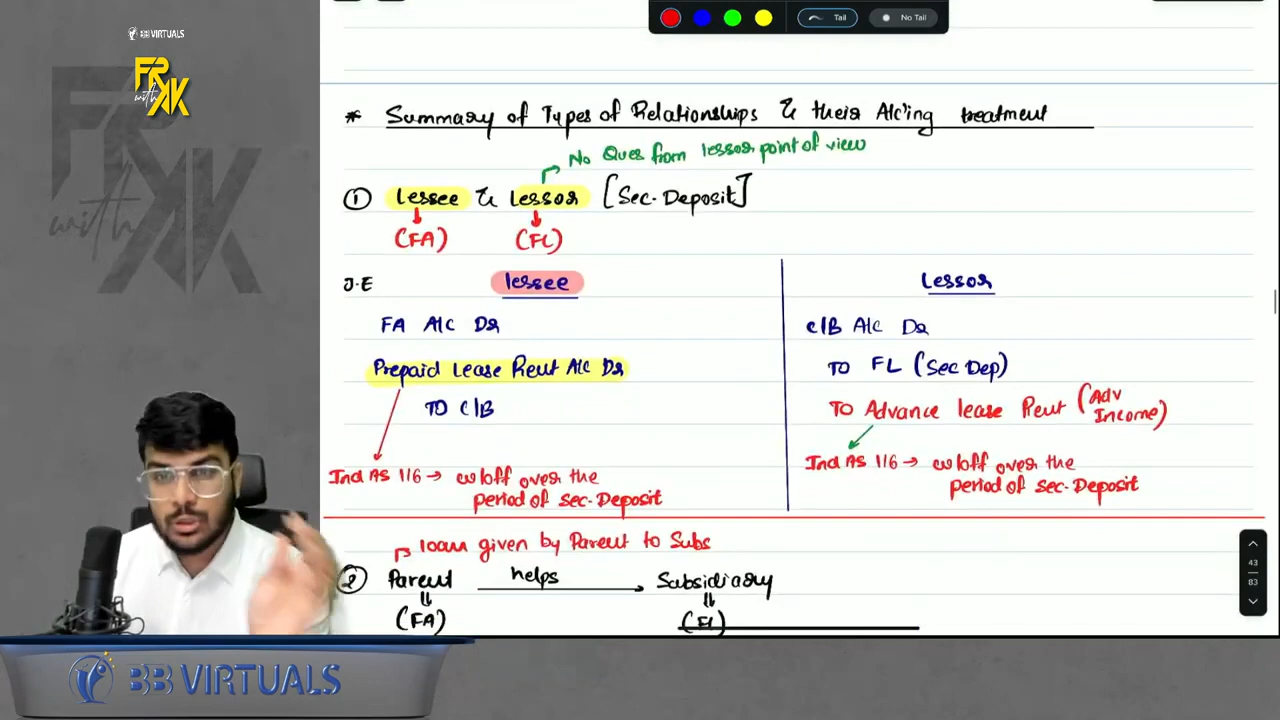 Tail
No Tail
BB VIRTUALS
FR
with KK
* Summary of Types of Relationships & their A/c'ing treatment
No Ques from lessor point of view
① lessee & lessor [Sec. Deposit]
(FA) (FL)
J.E lessee
FA A/c Dr
Prepaid Lease Rent A/c Dr
TO C/B
Ind AS 116 → w/off over the
period of Sec-Deposit
Lessor
C/B A/c Dr
TO FL (Sec Dep)
TO Advance lease Rent (Adv
Income)
Ind AS 116 → w/off over the
period of Sec-Deposit
loan given by Parent to Subs
② Parent helps Subsidiary
(FA) (FL)
43
83
BB VIRTUALS